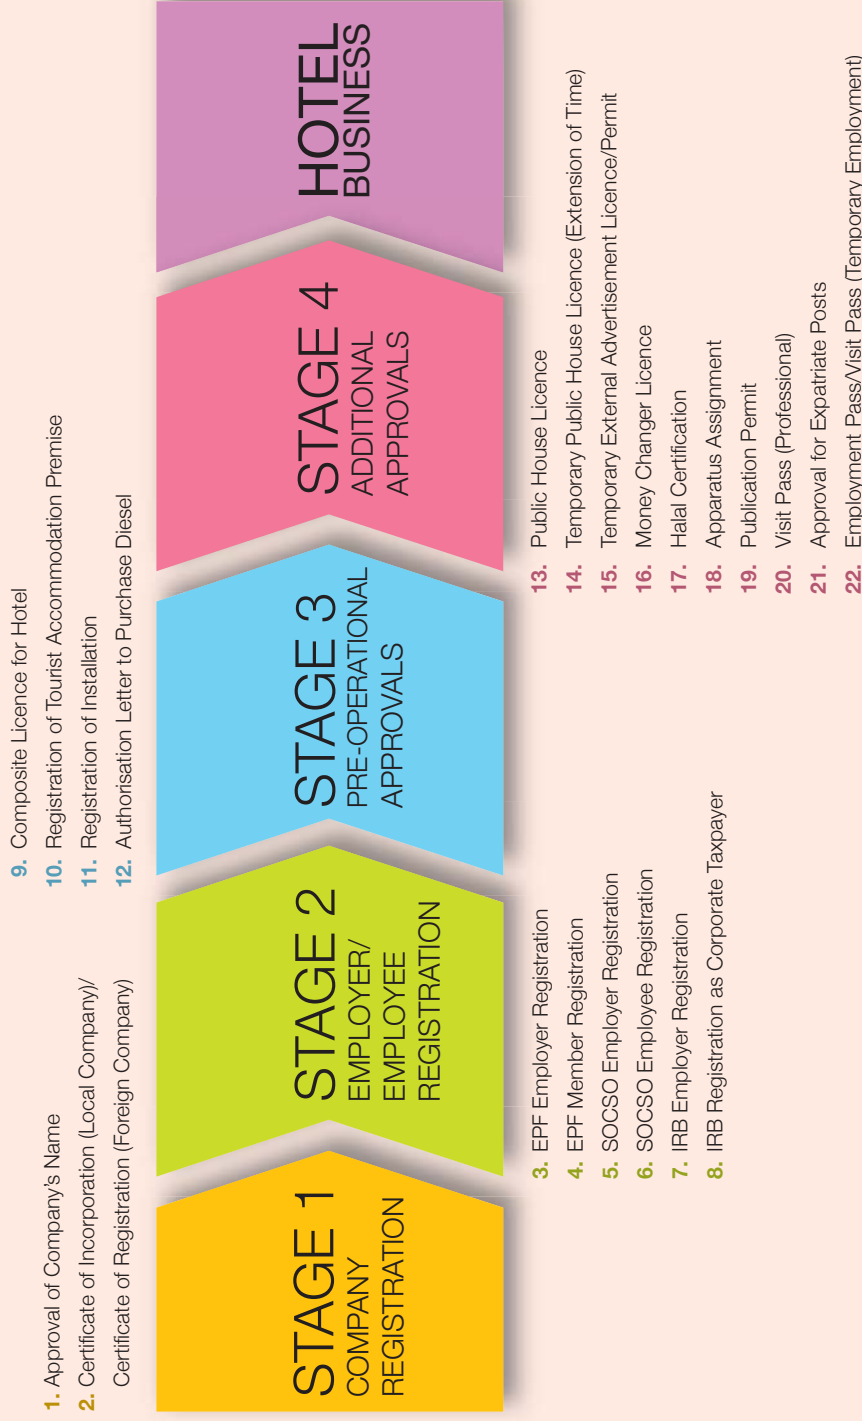 1. Approval of Company's Name
2. Certificate of Incorporation (Local Company)/
Certificate of Registration (Foreign Company)
9. Composite Licence for Hotel
10. Registration of Tourist Accommodation Premise
11. Registration of Installation
12. Authorisation Letter to Purchase Diesel
STAGE 1
COMPANY
REGISTRATION
STAGE 2
EMPLOYER/
EMPLOYEE
REGISTRATION
STAGE 3
PRE-OPERATIONAL
APPROVALS
STAGE 4
ADDITIONAL
APPROVALS
HOTEL
BUSINESS
3. EPF Employer Registration
4. EPF Member Registration
5. SOCSO Employer Registration
6. SOCSO Employee Registration
7. IRB Employer Registration
8. IRB Registration as Corporate Taxpayer
13. Public House Licence
14. Temporary Public House Licence (Extension of Time)
15. Temporary External Advertisement Licence/Permit
16. Money Changer Licence
17. Halal Certification
18. Apparatus Assignment
19. Publication Permit
20. Visit Pass (Professional)
21. Approval for Expatriate Posts
22. Employment Pass/Visit Pass (Temporary Employment)